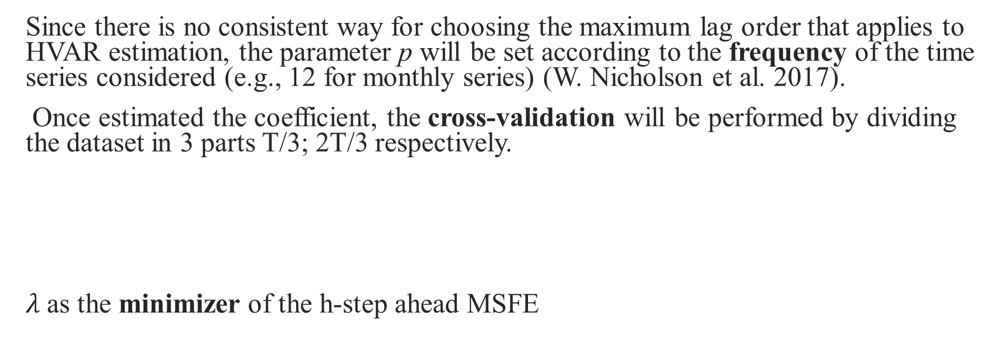 Since there is no consistent way for choosing the maximum lag order that applies to
HVAR estimation, the parameter p will be set according to the frequency of the time
series considered (e.g., 12 for monthly series) (W. Nicholson et al. 2017).
Once estimated the coefficient, the cross-validation will be performed by dividing
the dataset in 3 parts T/3; 2T/3 respectively.
λ as the minimizer of the h-step ahead MSFE